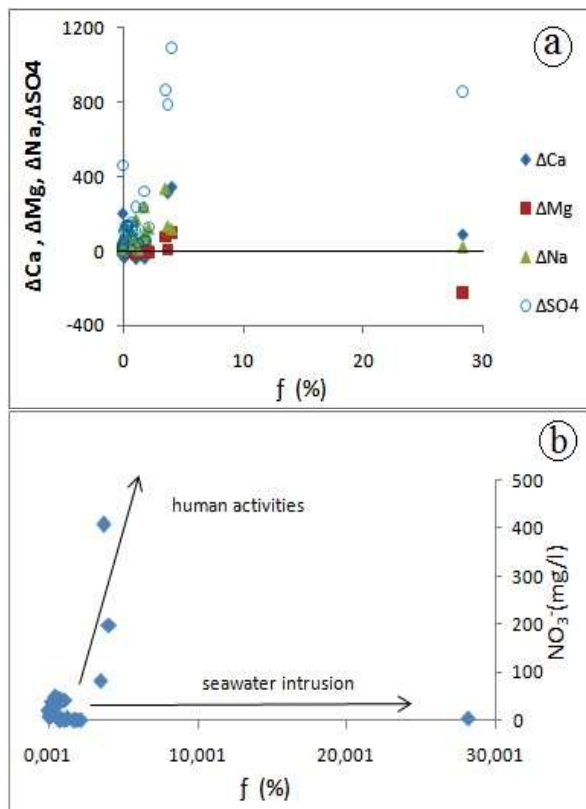 a
1200
800
400
0
-400
ΔCa , ΔMg, ΔNa,ΔSO4
0 10 20 30
ƒ (%)
ΔCa
ΔMg
ΔNa
ΔSO4
b
human activities
seawater intrusion
500
400
300
200
100
0
NO₃⁻(mg/l)
0,001 10,001 20,001 30,001
ƒ (%)